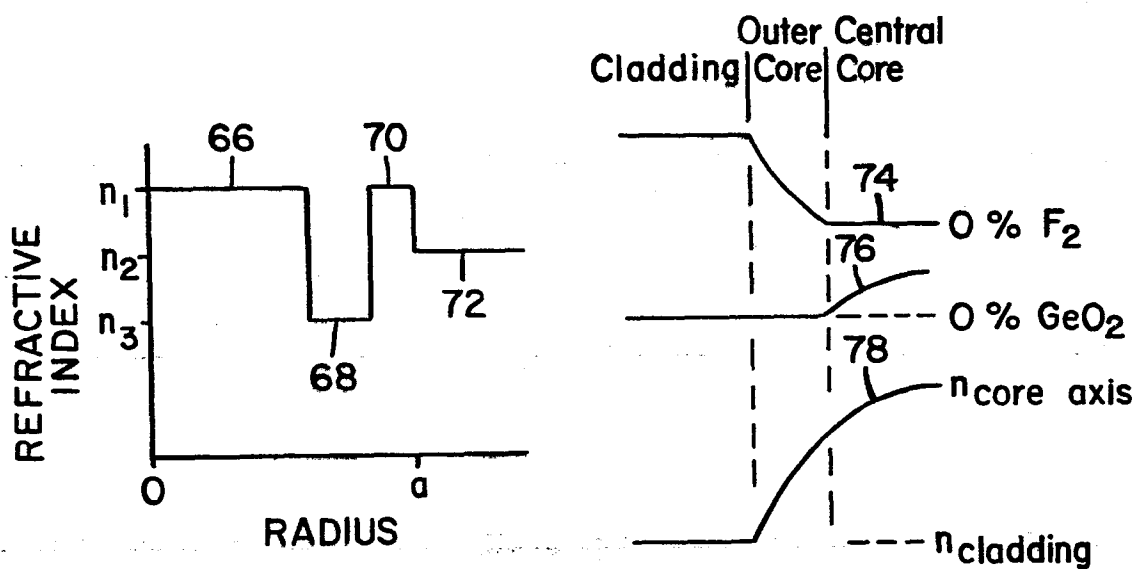 REFRACTIVE
INDEX
n1
n2
n3
66
70
68
72
0
a
RADIUS
Outer Central
Cladding Core Core
74
0 % F2
76
0 % GeO2
78
ncore axis
ncladding